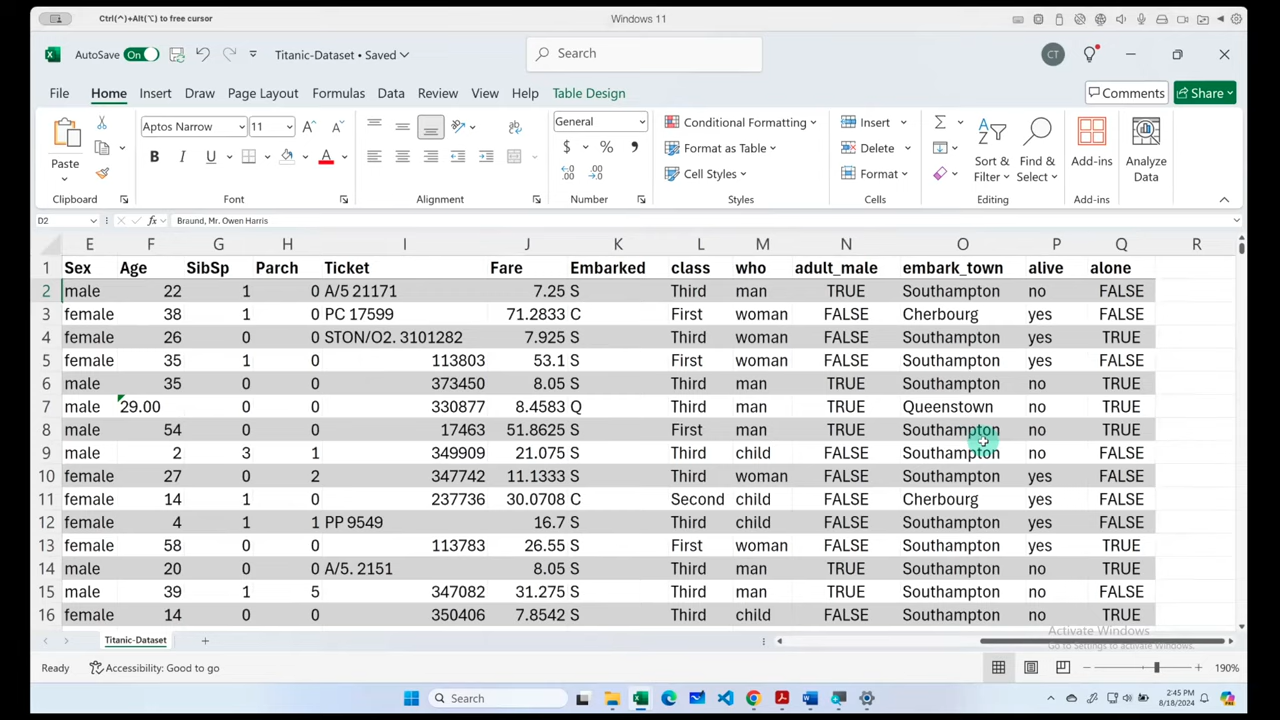 Ctrl(^)+Alt(⌥) to free cursor
Windows 11
AutoSave On Titanic-Dataset • Saved
Search
CT
File Home Insert Draw Page Layout Formulas Data Review View Help Table Design
Comments Share
Paste
Clipboard
Aptos Narrow 11
B I U A
Font
Alignment
General
$ % ,
Number
Conditional Formatting
Format as Table
Cell Styles
Styles
Insert
Delete
Format
Cells
Sort & Filter
Find & Select
Editing
Add-ins
Add-ins
Analyze Data
D2 fx Braund, Mr. Owen Harris
E F G H I J K L M N O P Q R
1 Sex Age SibSp Parch Ticket Fare Embarked class who adult_male embark_town alive alone
2 male 22 1 0 A/5 21171 7.25 S Third man TRUE Southampton no FALSE
3 female 38 1 0 PC 17599 71.2833 C First woman FALSE Cherbourg yes FALSE
4 female 26 0 0 STON/O2. 3101282 7.925 S Third woman FALSE Southampton yes TRUE
5 female 35 1 0 113803 53.1 S First woman FALSE Southampton yes FALSE
6 male 35 0 0 373450 8.05 S Third man TRUE Southampton no TRUE
7 male 29.00 0 0 330877 8.4583 Q Third man TRUE Queenstown no TRUE
8 male 54 0 0 17463 51.8625 S First man TRUE Southampton no TRUE
9 male 2 3 1 349909 21.075 S Third child FALSE Southampton no FALSE
10 female 27 0 2 347742 11.1333 S Third woman FALSE Southampton yes FALSE
11 female 14 1 0 237736 30.0708 C Second child FALSE Cherbourg yes FALSE
12 female 4 1 1 PP 9549 16.7 S Third child FALSE Southampton yes FALSE
13 female 58 0 0 113783 26.55 S First woman FALSE Southampton yes TRUE
14 male 20 0 0 A/5. 2151 8.05 S Third man TRUE Southampton no TRUE
15 male 39 1 5 347082 31.275 S Third man TRUE Southampton no FALSE
16 female 14 0 0 350406 7.8542 S Third child FALSE Southampton no TRUE
Activate Windows
Go to Settings to activate Windows.
Titanic-Dataset
Ready Accessibility: Good to go 190%
Search
2:45 PM
8/18/2024